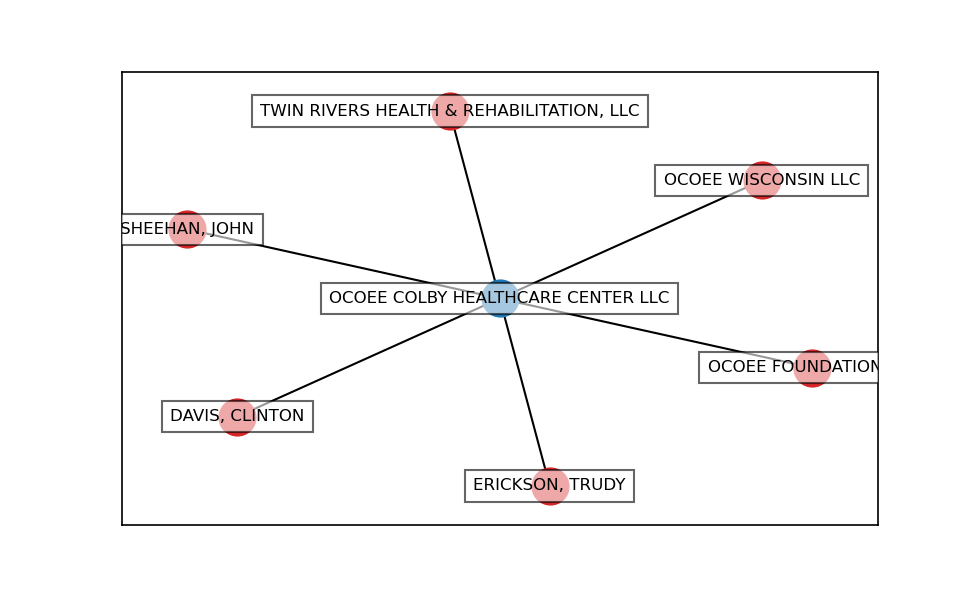 TWIN RIVERS HEALTH & REHABILITATION, LLC
OCOEE WISCONSIN LLC
SHEEHAN, JOHN
OCOEE COLBY HEALTHCARE CENTER LLC
OCOEE FOUNDATION
DAVIS, CLINTON
ERICKSON, TRUDY